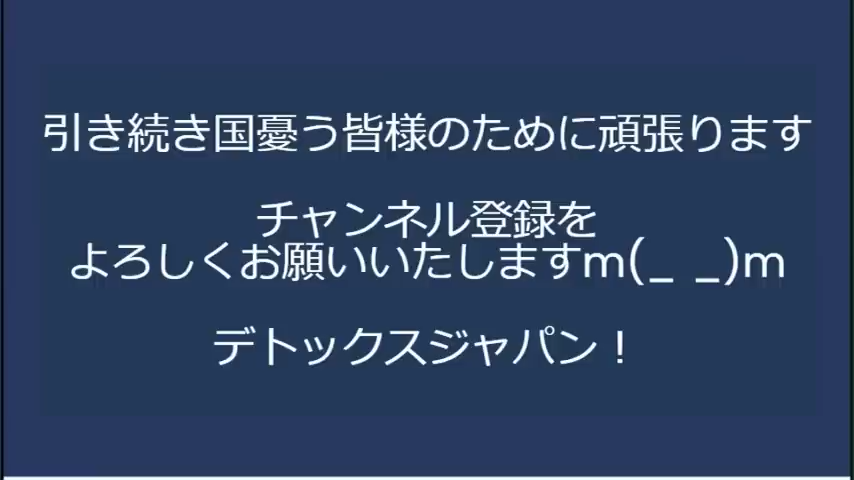 引き続き国憂う皆様のために頑張ります
チャンネル登録を
よろしくお願いいたしますm(_ _)m
デトックスジャパン！